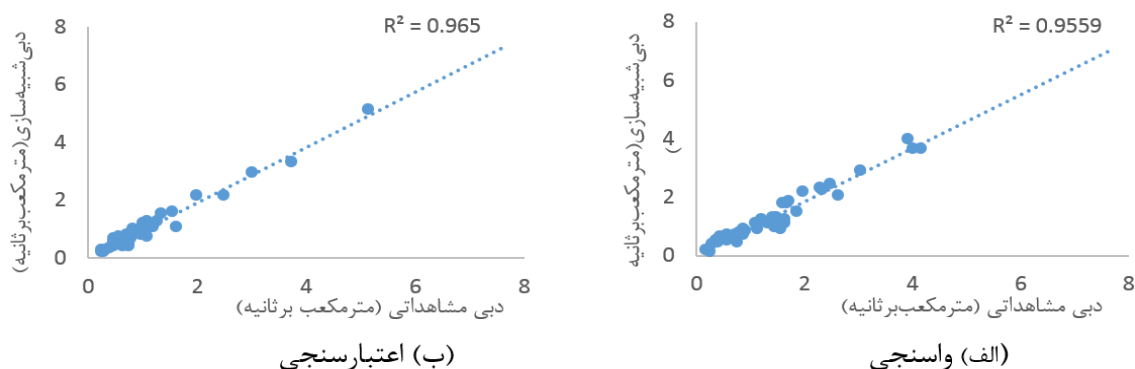 R² = 0.965
دبی شبیه‌سازی(مترمکعب‌برثانیه)
8
6
4
2
0
0 2 4 6 8
دبی مشاهداتی (مترمکعب برثانیه)
(ب) اعتبارسنجی
R² = 0.9559
دبی شبیه‌سازی(مترمکعب‌برثانیه
)
8
6
4
2
0
0 2 4 6 8
دبی مشاهداتی (مترمکعب‌برثانیه)
(الف) واسنجی